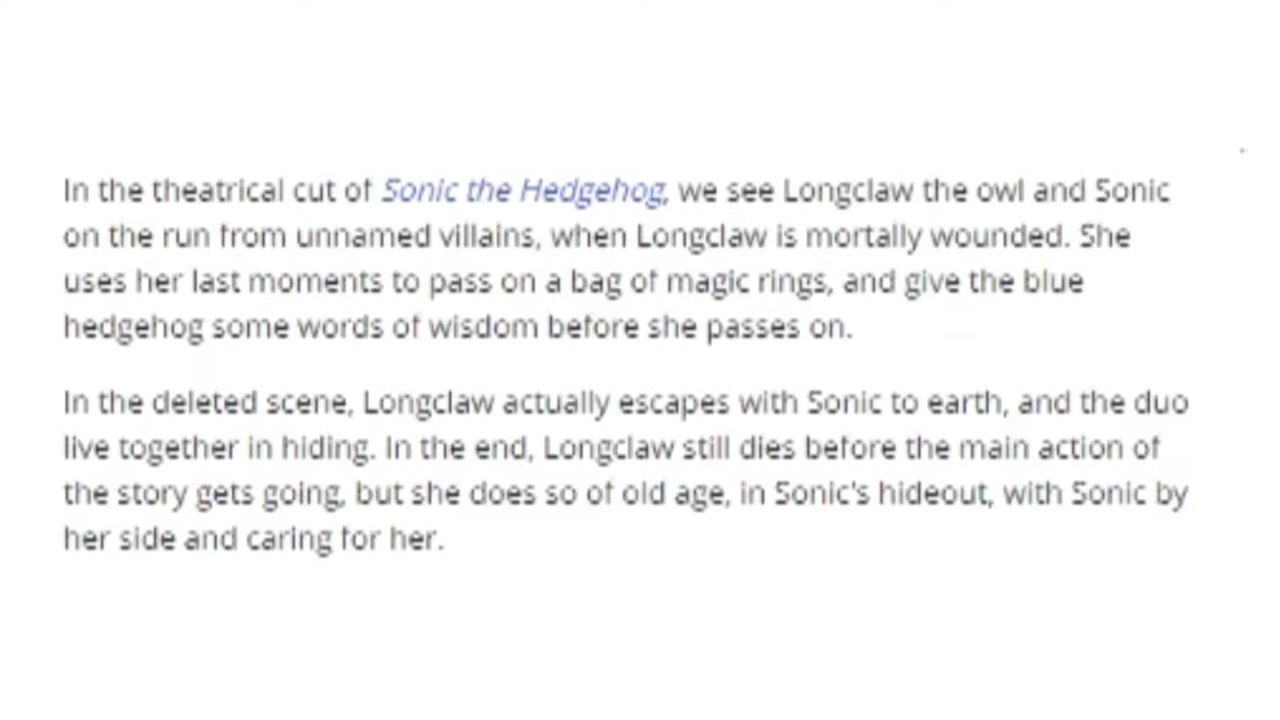 In the theatrical cut of Sonic the Hedgehog, we see Longclaw the owl and Sonic
on the run from unnamed villains, when Longclaw is mortally wounded. She
uses her last moments to pass on a bag of magic rings, and give the blue
hedgehog some words of wisdom before she passes on.
In the deleted scene, Longclaw actually escapes with Sonic to earth, and the duo
live together in hiding. In the end, Longclaw still dies before the main action of
the story gets going, but she does so of old age, in Sonic's hideout, with Sonic by
her side and caring for her.